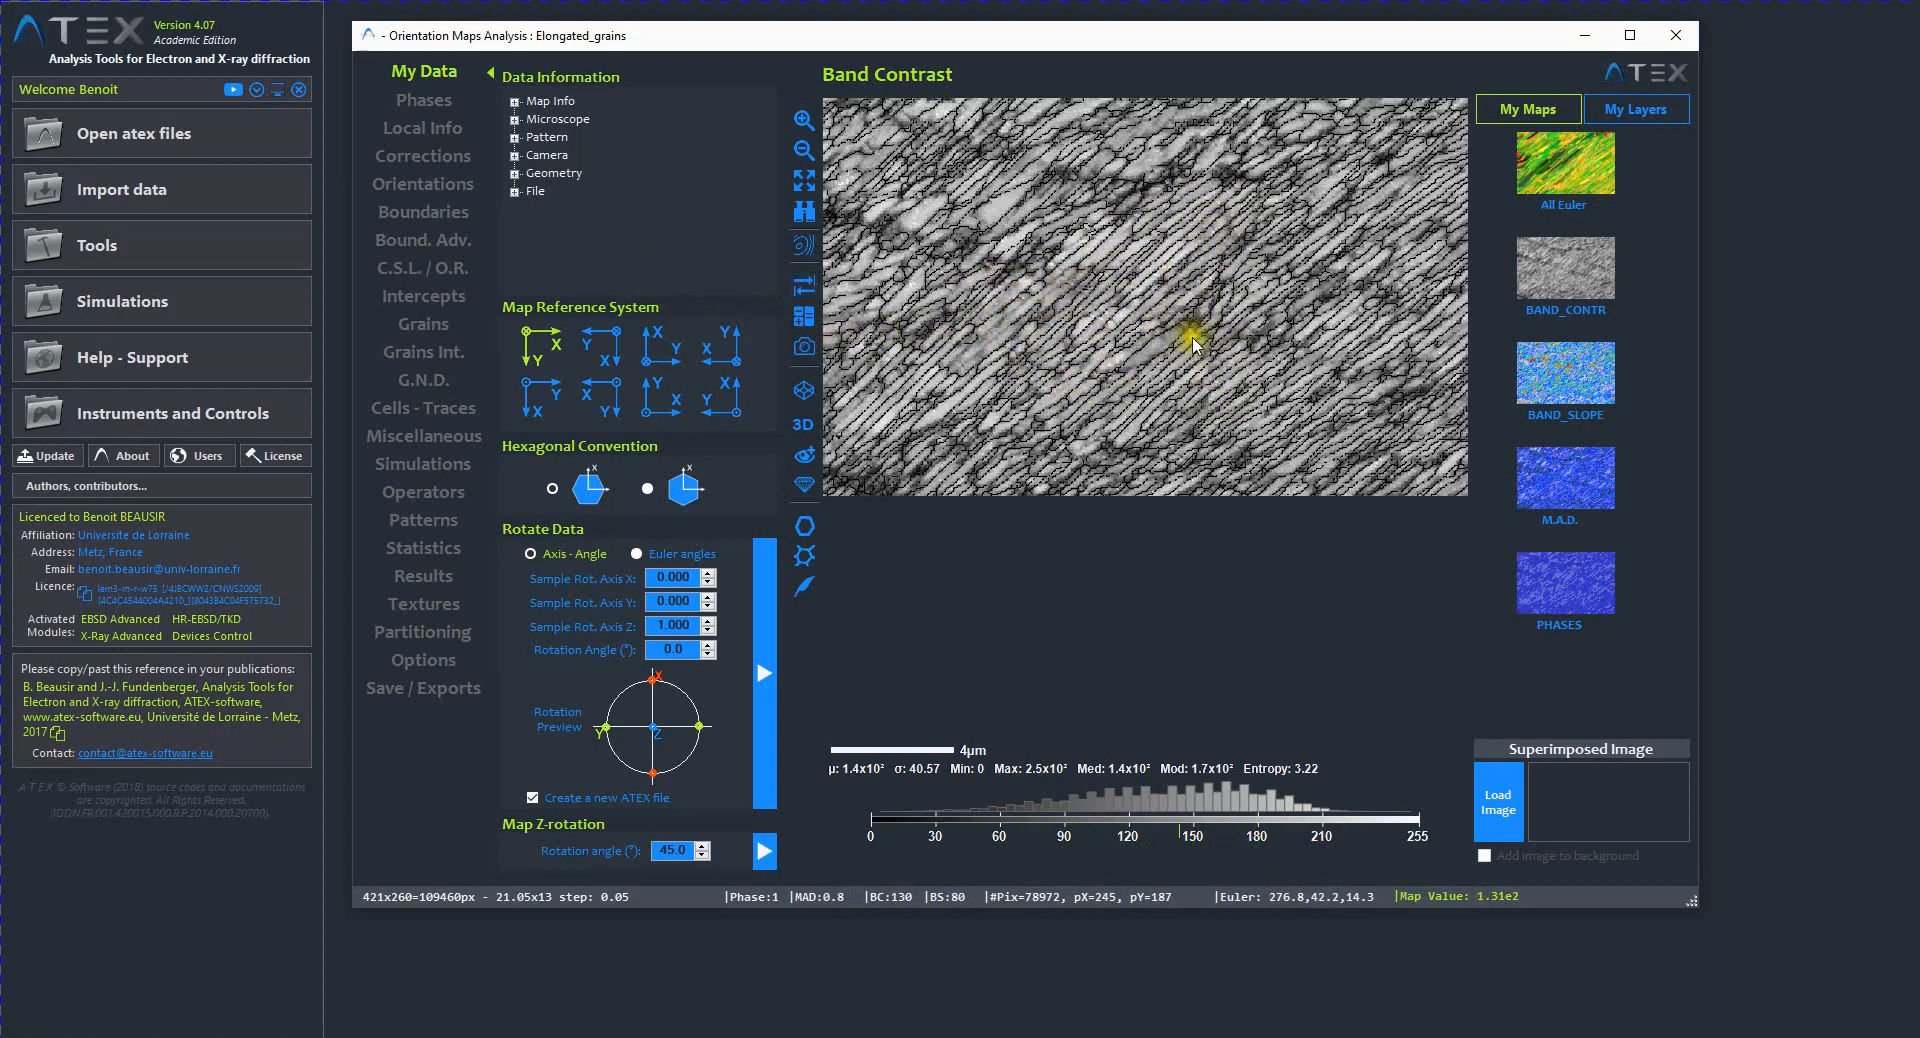 ATEX
Version 4.07
Academic Edition
Analysis Tools for Electron and X-ray diffraction
Welcome Benoit
Open atex files
Import data
Tools
Simulations
Help - Support
Instruments and Controls
Update
About
Users
License
Authors, contributors...
Licenced to Benoit BEAUSIR
Affiliation: Universite de Lorraine
Address: Metz, France
Email: benoit.beausir@univ-lorraine.fr
Licence:
Activated Modules:
EBSD Advanced HR-EBSD/TKD
X-Ray Advanced Devices Control
Please copy/past this reference in your publications:
B. Beausir and J.-J. Fundenberger, Analysis Tools for
Electron and X-ray diffraction, ATEX-software,
www.atex-software.eu, Université de Lorraine - Metz,
2017
Contact: contact@atex-software.eu
A T E X © Software (2018) source codes and documentations
are copyrighted. All Rights Reserved.
- Orientation Maps Analysis : Elongated_grains
My Data
Phases
Local Info
Corrections
Orientations
Boundaries
Bound. Adv.
C.S.L. / O.R.
Intercepts
Grains
Grains Int.
G.N.D.
Cells - Traces
Miscellaneous
Simulations
Operators
Patterns
Statistics
Results
Textures
Partitioning
Options
Save / Exports
Data Information
Map Info
Microscope
Pattern
Camera
Geometry
File
Map Reference System
X Y
Y X
X Y
Y X
Y X
X Y
Y X
X Y
Hexagonal Convention
x
x
Rotate Data
Axis - Angle
Euler angles
Sample Rot. Axis X: 0.000
Sample Rot. Axis Y: 0.000
Sample Rot. Axis Z: 1.000
Rotation Angle (°): 0.0
Rotation
Preview
X
Y
Z
Create a new ATEX file
Map Z-rotation
Rotation angle (°): 45.0
Band Contrast
3D
4µm
µ: 1.4x10² σ: 40.57 Min: 0 Max: 2.5x10² Med: 1.4x10² Mod: 1.7x10² Entropy: 3.22
0 30 60 90 120 150 180 210 255
ATEX
My Maps
My Layers
All Euler
BAND_CONTR
BAND_SLOPE
M.A.D.
PHASES
Superimposed Image
Load
Image
Add image to background
421x260=109460px - 21.05x13 step: 0.05 |Phase:1 |MAD:0.8 |BC:130 |BS:80 |#Pix=78972, pX=245, pY=187 |Euler: 276.8,42.2,14.3 |Map Value: 1.31e2